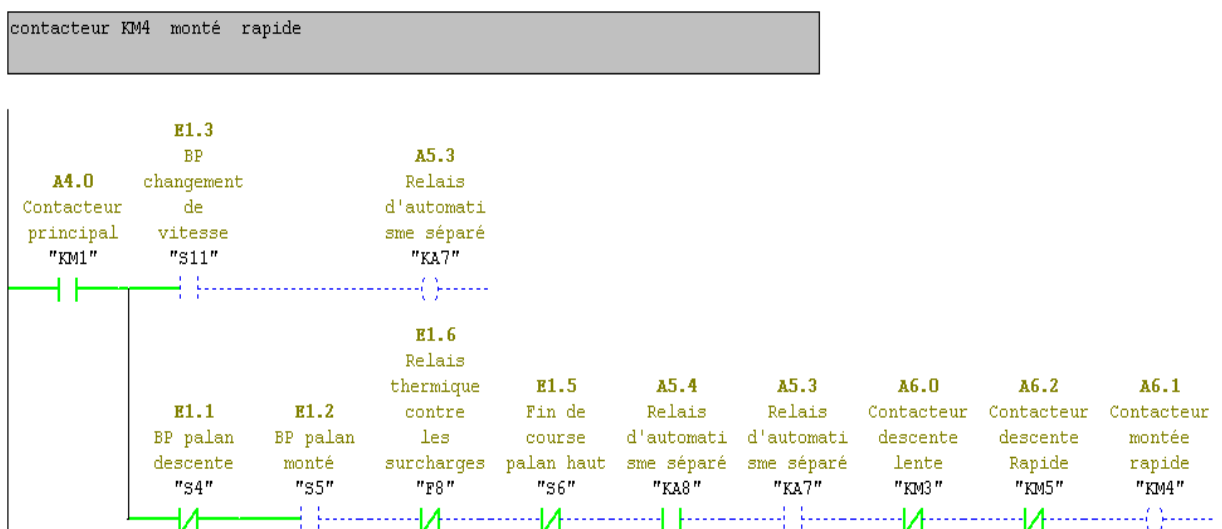 contacteur KM4 monté rapide
E1.3
BP
changement
de
vitesse
"S11"
A4.0
Contacteur
principal
"KM1"
A5.3
Relais
d'automati
sme séparé
"KA7"
E1.1
BP palan
descente
"S4"
E1.2
BP palan
monté
"S5"
E1.6
Relais
thermique
contre
les
surcharges
"F8"
E1.5
Fin de
course
palan haut
"S6"
A5.4
Relais
d'automati
sme séparé
"KA8"
A5.3
Relais
d'automati
sme séparé
"KA7"
A6.0
Contacteur
descente
lente
"KM3"
A6.2
Contacteur
descente
Rapide
"KM5"
A6.1
Contacteur
montée
rapide
"KM4"